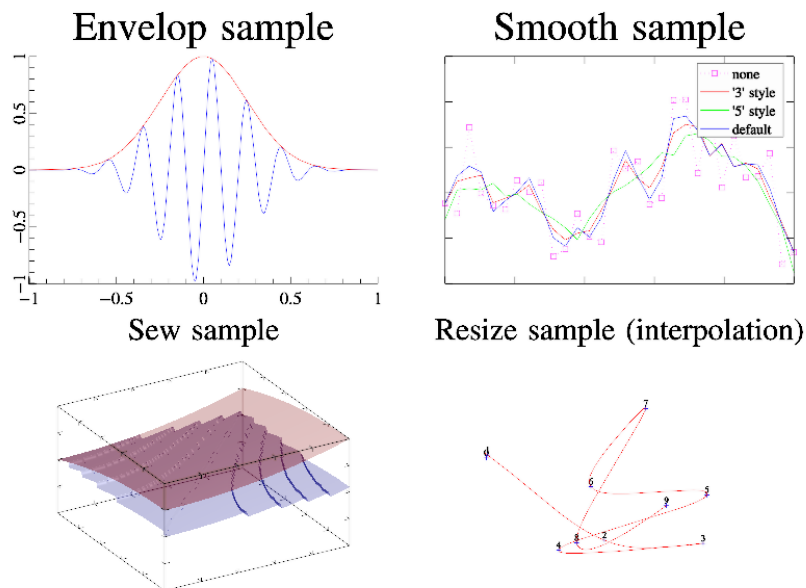 Envelop sample
Smooth sample
1
0.5
0
−0.5
−1
−1
−0.5
0
0.5
1
none
'3' style
'5' style
default
Sew sample
Resize sample (interpolation)
7
6
9
5
4
8
2
3